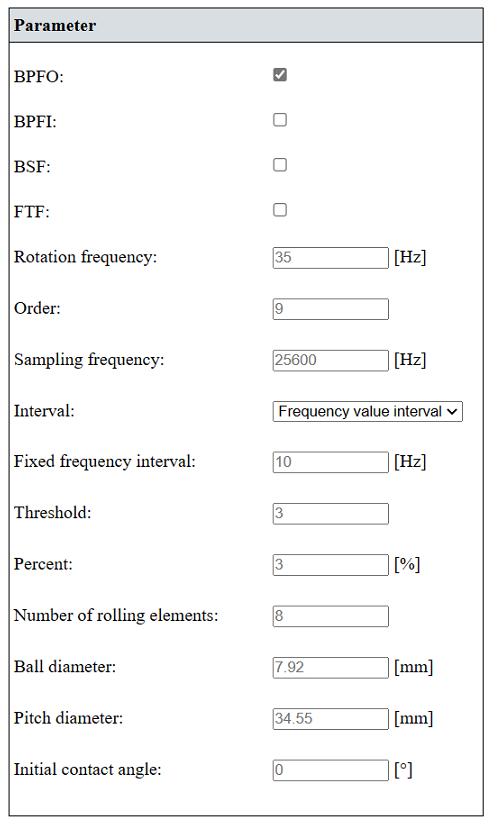 Parameter
BPFO:
BPFI:
BSF:
FTF:
Rotation frequency: 35 [Hz]
Order: 9
Sampling frequency: 25600 [Hz]
Interval: Frequency value interval
Fixed frequency interval: 10 [Hz]
Threshold: 3
Percent: 3 [%]
Number of rolling elements: 8
Ball diameter: 7.92 [mm]
Pitch diameter: 34.55 [mm]
Initial contact angle: 0 [°]